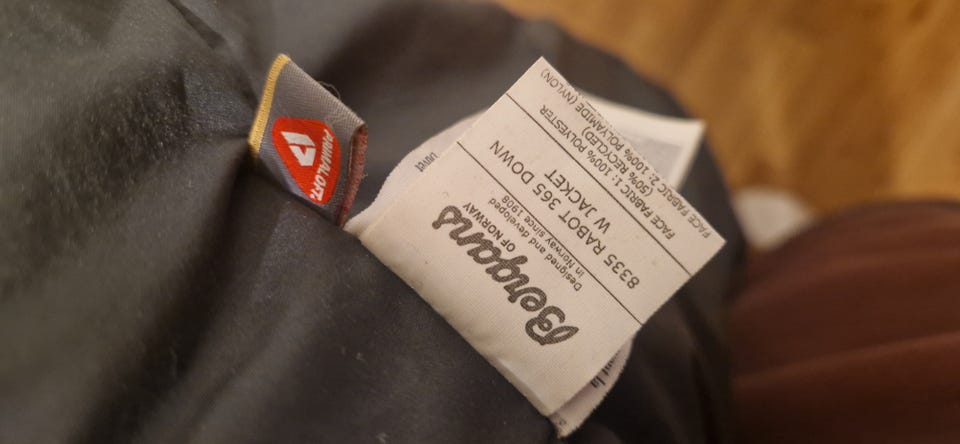 PRIMALOFT
Bergans
OF NORWAY
Designed and developed
in Norway since 1908
8335 RABOT 365 DOWN
W JACKET
FACE FABRIC 1: 100% POLYESTER
(50% RECYCLED)
FACE FABRIC 2: 100% POLYAMIDE (NYLON)